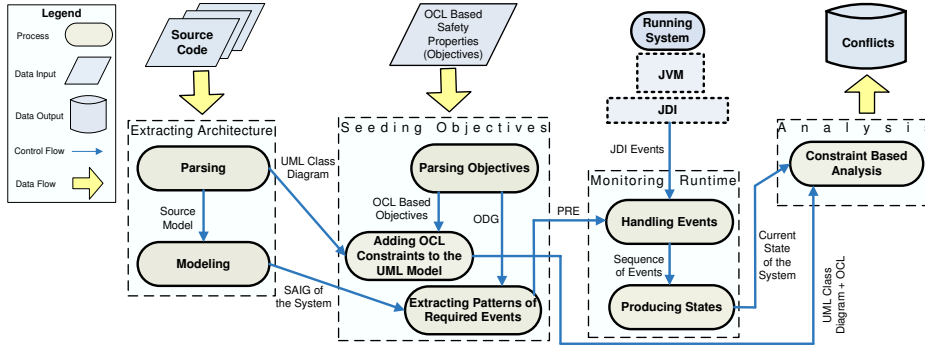 Legend
Process
Data Input
Data Output
Control Flow
Data Flow
Source
Code
OCL Based
Safety
Properties
(Objectives)
Running
System
JVM
JDI
Conflicts
Extracting Architecture
Parsing
Source
Model
Modeling
UML Class
Diagram
SAIG of
the System
Seeding Objectives
Parsing Objectives
OCL Based
Objectives
ODG
Adding OCL
Constraints to the
UML Model
Extracting Patterns of
Required Events
PRE
JDI Events
Monitoring Runtime
Handling Events
Sequence
of Events
Producing States
Current
State
of the
System
Analysis
Constraint Based
Analysis
UML Class
Diagram + OCL